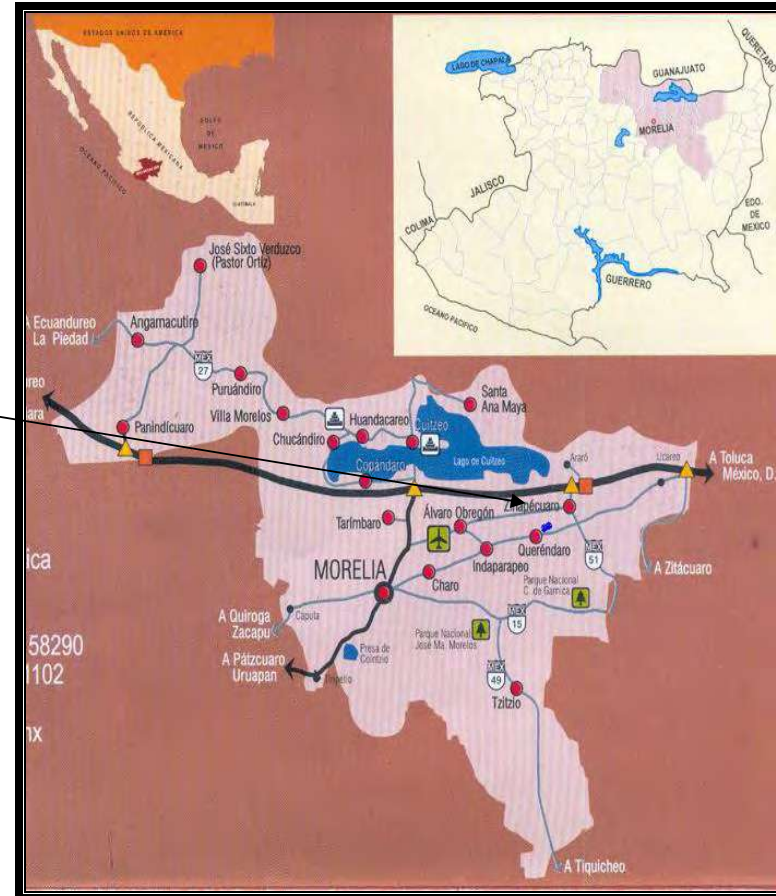 ESTADOS UNIDOS DE AMÉRICA
GOLFO
DE
MEXICO
REPUBLICA MEXICANA
OCEANO PACIFICO
GUATEMALA
LAGO DE CHAPALA
QUERETARO
GUANAJUATO
MORELIA
JALISCO
COLIMA
EDO.
DE
MEXICO
GUERRERO
OCEANO PACIFICO
José Sixto Verduzco
(Pastor Ortiz)
A Ecuandureo
La Piedad
Angamacutiro
MEX
27
Puruándiro
reo
ara
Santa
Ana Maya
Villa Morelos
Huandacareo
Panindícuaro
Chucándiro
Cuitzeo
Copándaro
Lago de Cuitzeo
Araró
Ucareo
A Toluca
México, D.
Zinapécuaro
Álvaro Obregón
Tarímbaro
Queréndaro
MEX
51
Indaparapeo
ica
MORELIA
Charo
A Zitácuaro
Parque Nacional
C. de Garnica
A Quiroga
Zacapu
Capula
MEX
15
58290
1102
Parque Nacional
José Ma. Morelos
A Pátzcuaro
Uruapan
Presa de
Cointzio
MEX
49
Tzitzio
nx
A Tiquicheo